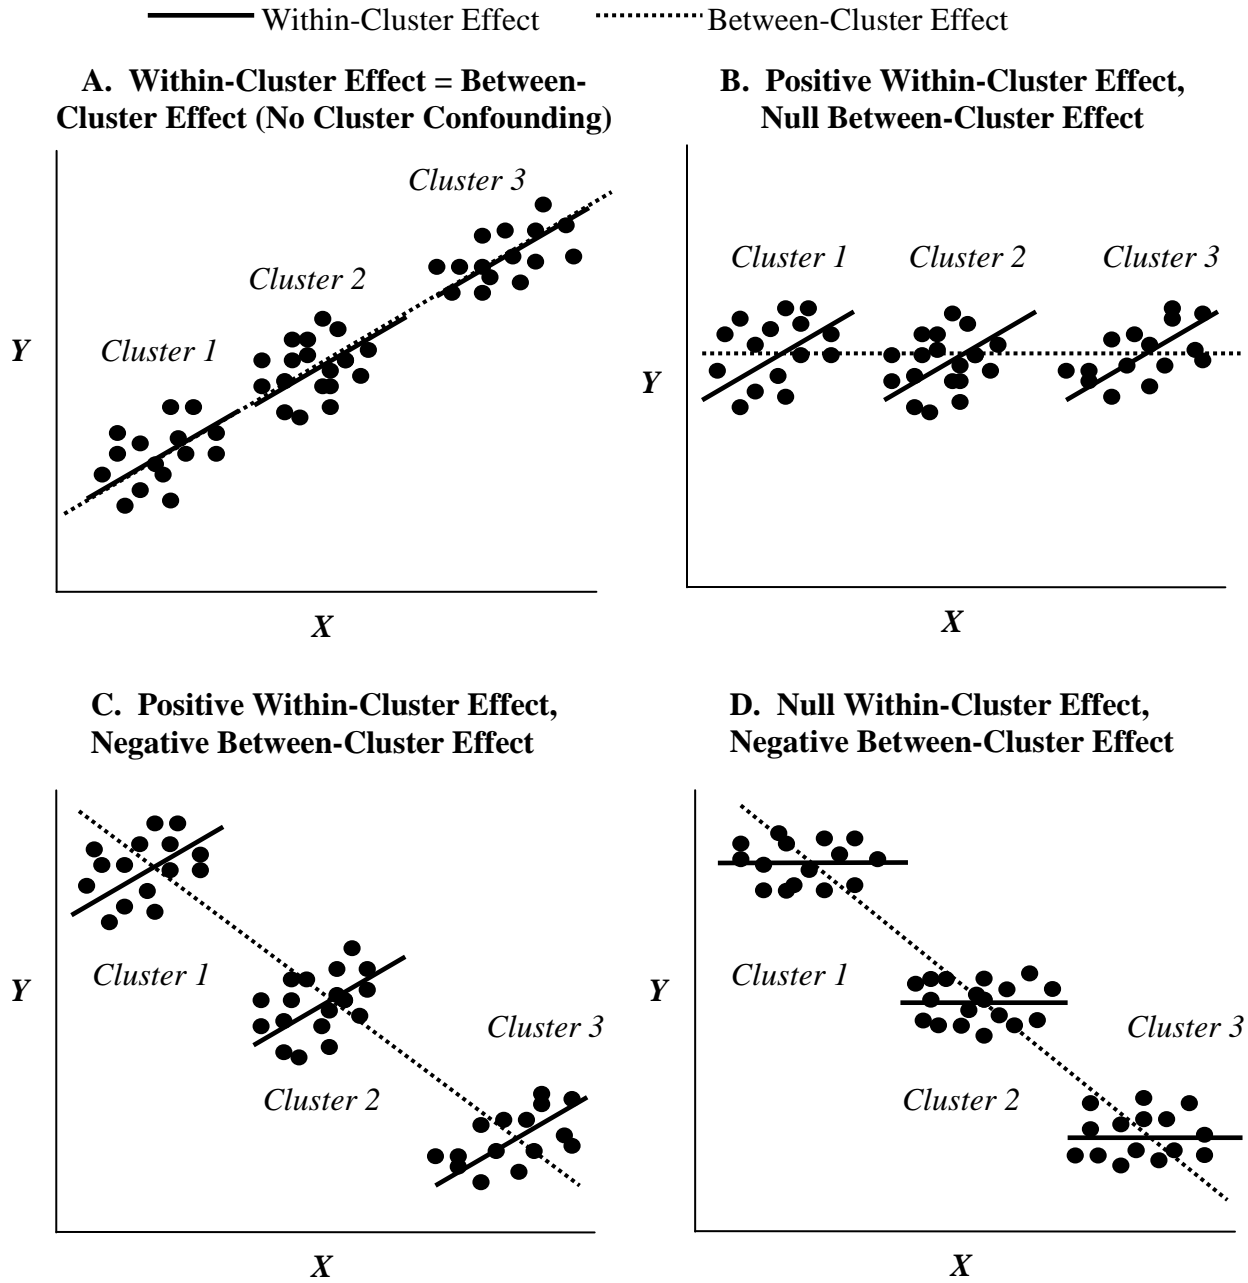 Within-Cluster Effect
Between-Cluster Effect
A. Within-Cluster Effect = Between-
Cluster Effect (No Cluster Confounding)
Cluster 3
Cluster 2
Cluster 1
Y
X
B. Positive Within-Cluster Effect,
Null Between-Cluster Effect
Cluster 1
Cluster 2
Cluster 3
Y
X
C. Positive Within-Cluster Effect,
Negative Between-Cluster Effect
Cluster 1
Y
Cluster 3
Cluster 2
X
D. Null Within-Cluster Effect,
Negative Between-Cluster Effect
Cluster 1
Y
Cluster 3
Cluster 2
X